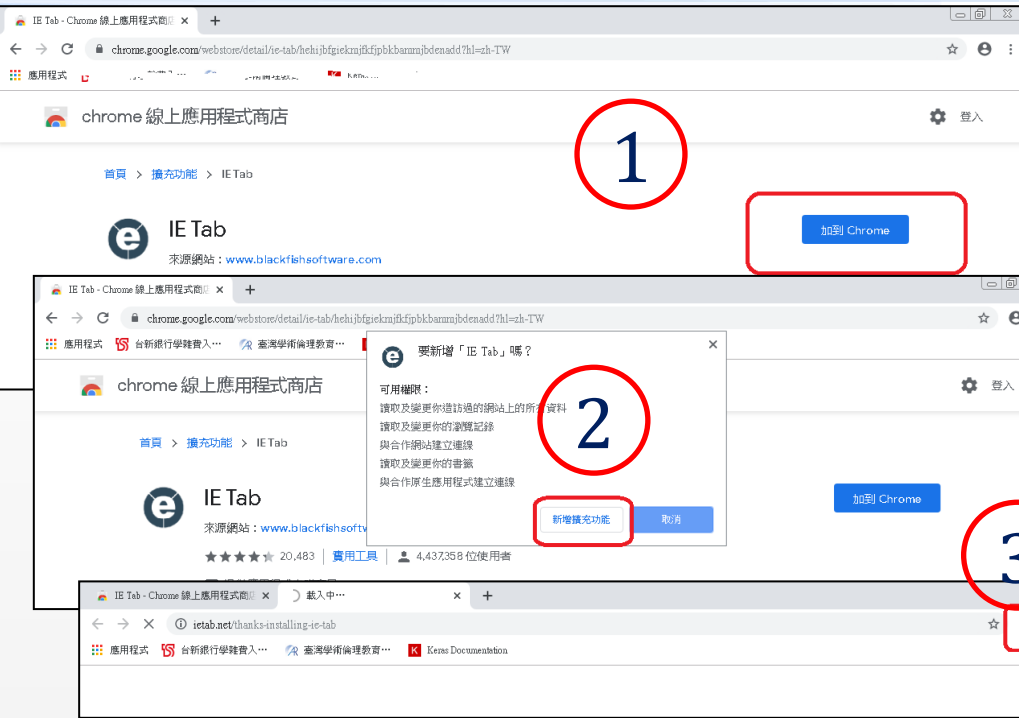 IE Tab - Chrome 線上應用程式商店
chrome.google.com/webstore/detail/ie-tab/hehijbfgiekmjfkfjpbkbammjbdenadd?hl=zh-TW
應用程式
chrome 線上應用程式商店
登入
1
首頁 > 擴充功能 > IE Tab
IE Tab
加到 Chrome
來源網站：www.blackfishsoftware.com
IE Tab - Chrome 線上應用程式商店
chrome.google.com/webstore/detail/ie-tab/hehijbfgiekmjfkfjpbkbammjbdenadd?hl=zh-TW
應用程式 台新銀行學雜費入… 臺灣學術倫理教育…
chrome 線上應用程式商店
登入
要新增「IE Tab」嗎？
可用權限：
讀取及變更你造訪過的網站上的所有資料
讀取及變更你的瀏覽記錄
與合作網站建立連線
讀取及變更你的書籤
與合作原生應用程式建立連線
2
新增擴充功能 取消
首頁 > 擴充功能 > IE Tab
IE Tab
加到 Chrome
來源網站：www.blackfishsoftw
20,483 實用工具 4,437,358 位使用者
3
IE Tab - Chrome 線上應用程式商店 載入中…
ietab.net/thanks-installing-ie-tab
應用程式 台新銀行學雜費入… 臺灣學術倫理教育… Keras Documentation